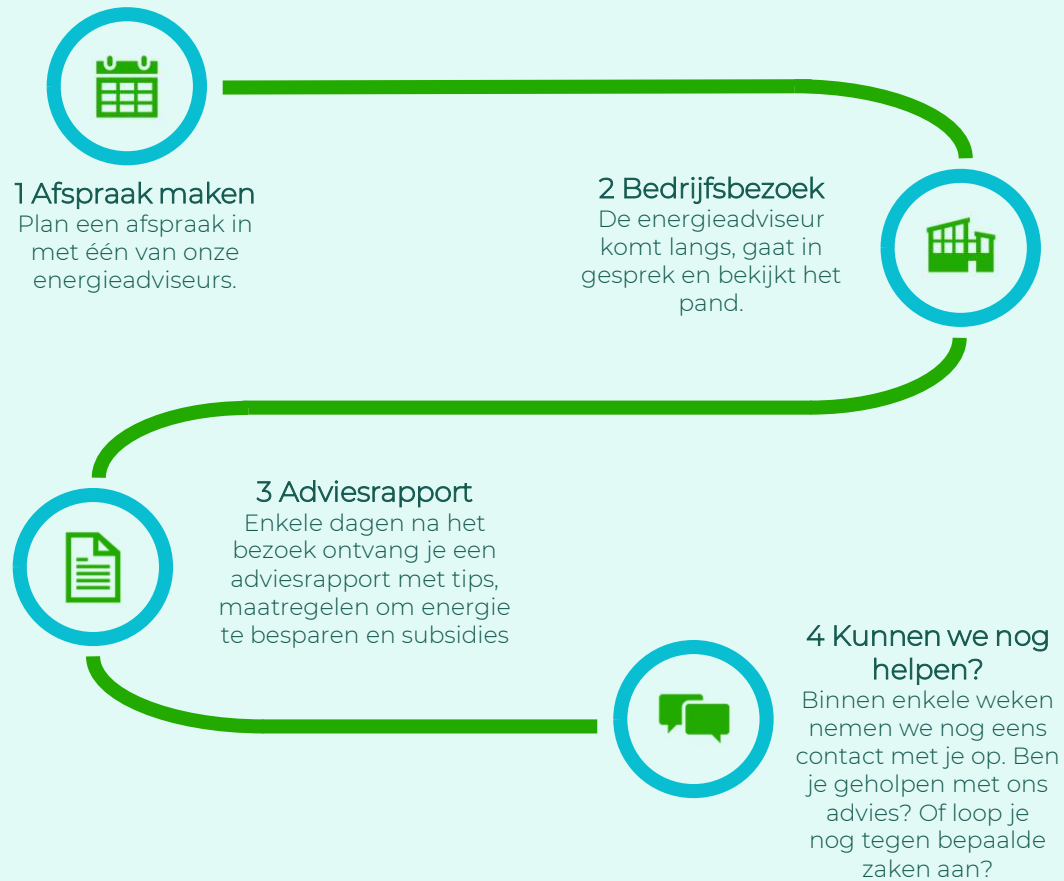 1 Afspraak maken
Plan een afspraak in
met één van onze
energieadviseurs.
2 Bedrijfsbezoek
De energieadviseur
komt langs, gaat in
gesprek en bekijkt het
pand.
3 Adviesrapport
Enkele dagen na het
bezoek ontvang je een
adviesrapport met tips,
maatregelen om energie
te besparen en subsidies
4 Kunnen we nog
helpen?
Binnen enkele weken
nemen we nog eens
contact met je op. Ben
je geholpen met ons
advies? Of loop je
nog tegen bepaalde
zaken aan?